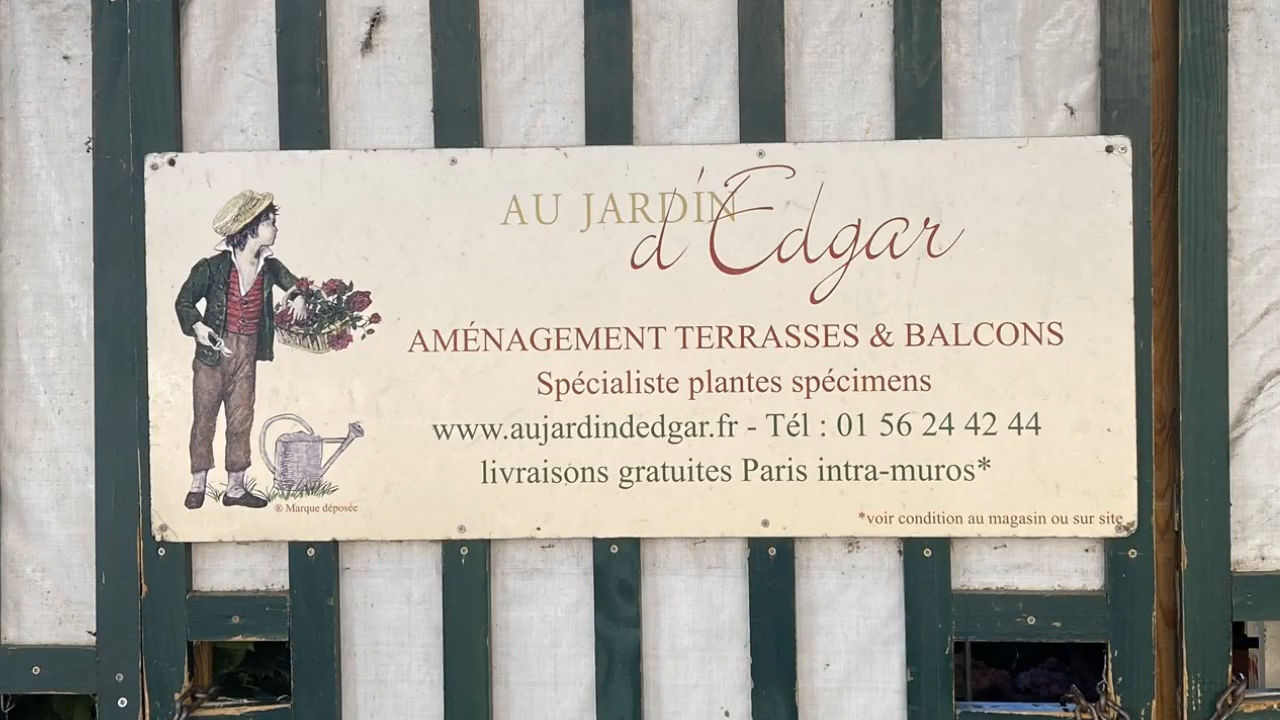 AU JARDIN
d'Edgar
AMÉNAGEMENT TERRASSES & BALCONS
Spécialiste plantes spécimens
www.aujardindedgar.fr - Tél : 01 56 24 42 44
livraisons gratuites Paris intra-muros*
® Marque déposée
*voir condition au magasin ou sur site